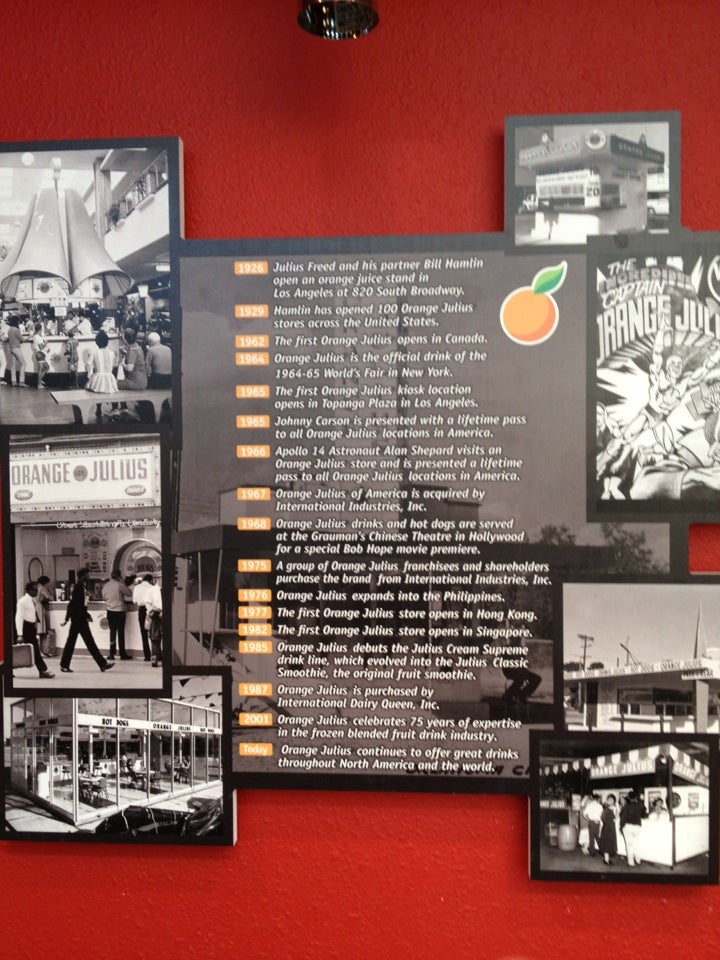 1926 Julius Freed and his partner Bill Hamlin
open an orange juice stand in
Los Angeles at 820 South Broadway.
1929 Hamlin has opened 100 Orange Julius
stores across the United States.
1962 The first Orange Julius opens in Canada.
1964 Orange Julius is the official drink of the
1964-65 World's Fair in New York.
1965 The first Orange Julius kiosk location
opens in Topanga Plaza in Los Angeles.
1965 Johnny Carson is presented with a lifetime pass
to all Orange Julius locations in America.
1966 Apollo 14 Astronaut Alan Shepard visits an
Orange Julius store and is presented a lifetime
pass to all Orange Julius locations in America.
1967 Orange Julius of America is acquired by
International Industries, Inc.
1968 Orange Julius drinks and hot dogs are served
at the Grauman's Chinese Theatre in Hollywood
for a special Bob Hope movie premiere.
1975 A group of Orange Julius franchisees and shareholders
purchase the brand from International Industries, Inc.
1976 Orange Julius expands into the Philippines.
1977 The first Orange Julius store opens in Hong Kong.
1982 The first Orange Julius store opens in Singapore.
1985 Orange Julius debuts the Julius Cream Supreme
drink line, which evolved into the Julius Classic
Smoothie, the original fruit smoothie.
1987 Orange Julius is purchased by
International Dairy Queen, Inc.
2001 Orange Julius celebrates 75 years of expertise
in the frozen blended fruit drink industry.
Today Orange Julius continues to offer great drinks
throughout North America and the world.
ORANGE JULIUS
HOT DOGS ORANGE JULIUS
THE
INCREDIBLE
CAPTAIN
ORANGE JUL
ORANGE JULIUS
ORANGE JULIUS